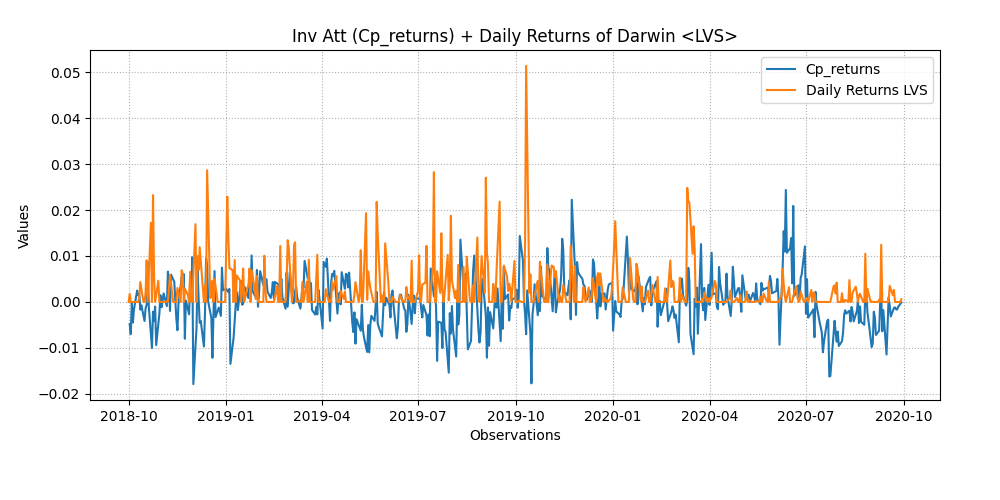 Inv Att (Cp_returns) + Daily Returns of Darwin <LVS>
Cp_returns
Daily Returns LVS
0.05
0.04
0.03
0.02
0.01
0.00
−0.01
−0.02
Values
2018-10 2019-01 2019-04 2019-07 2019-10 2020-01 2020-04 2020-07 2020-10
Observations